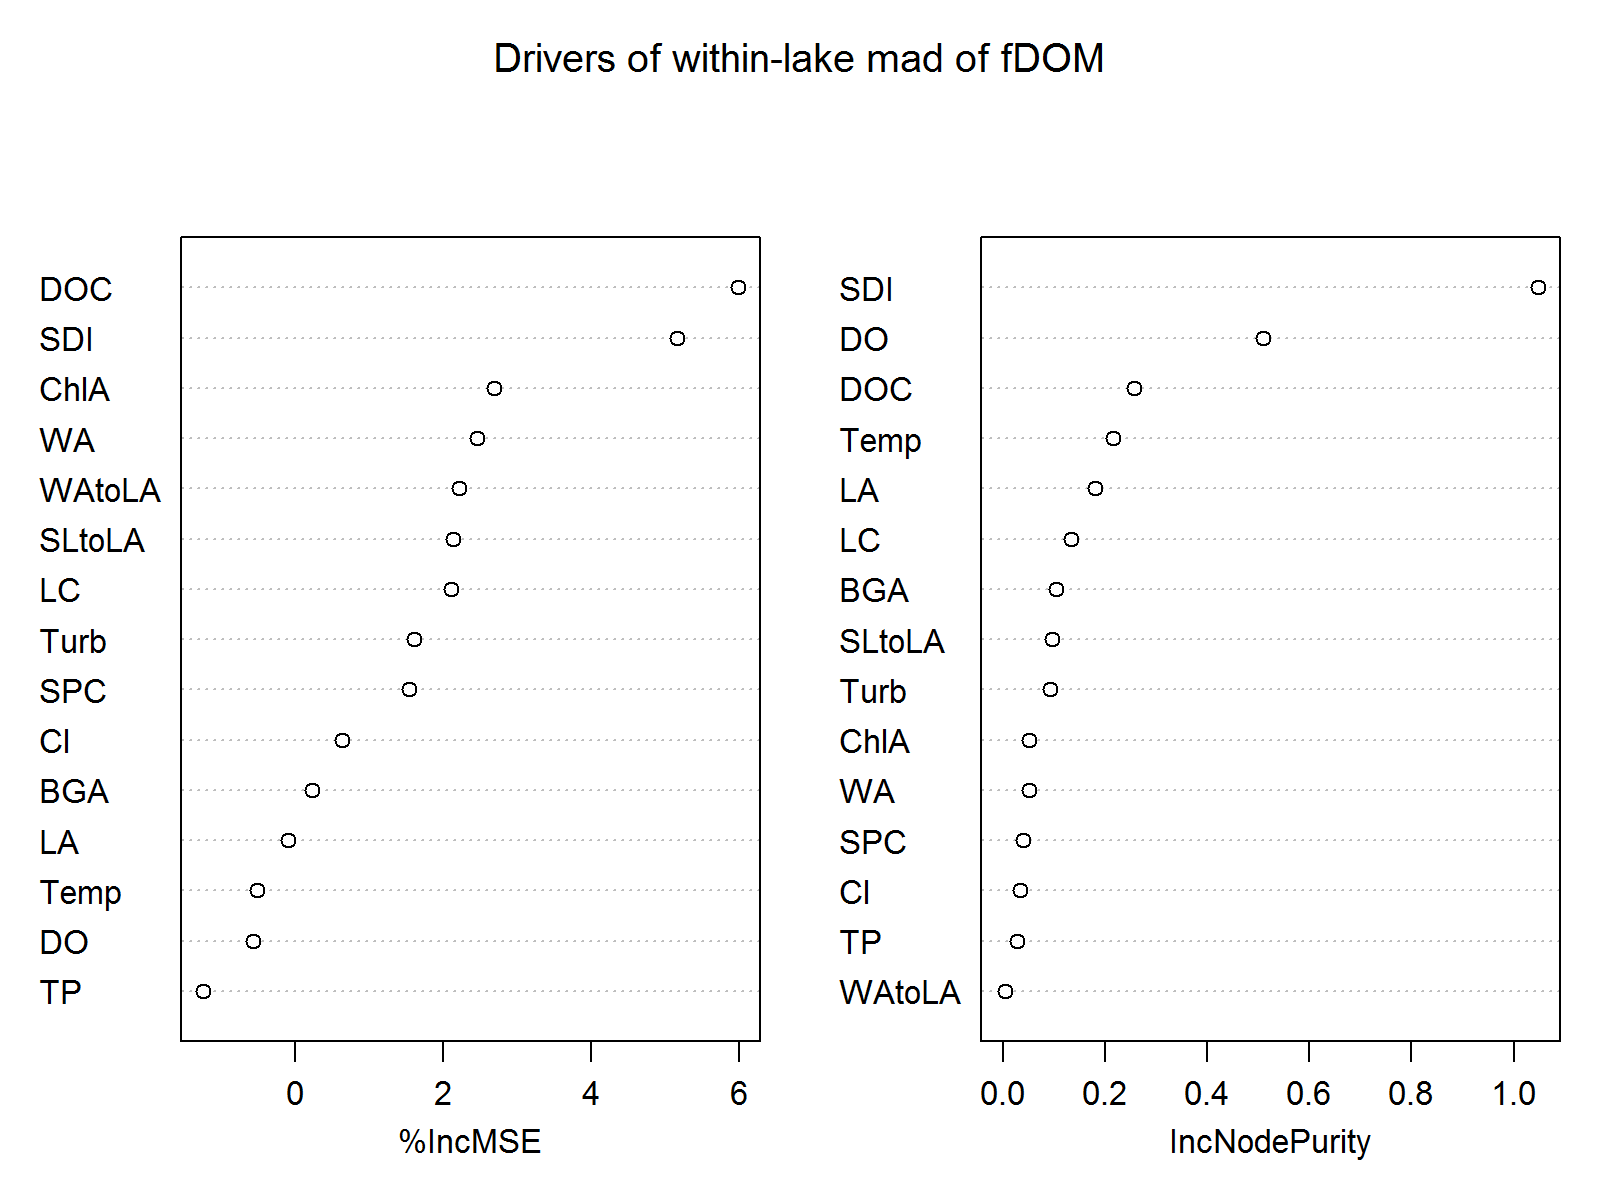 Drivers of within-lake mad of fDOM
DOC
SDI
ChlA
WA
WAtoLA
SLtoLA
LC
Turb
SPC
Cl
BGA
LA
Temp
DO
TP
0 2 4 6
%IncMSE
SDI
DO
DOC
Temp
LA
LC
BGA
SLtoLA
Turb
ChlA
WA
SPC
Cl
TP
WAtoLA
0.0 0.2 0.4 0.6 0.8 1.0
IncNodePurity